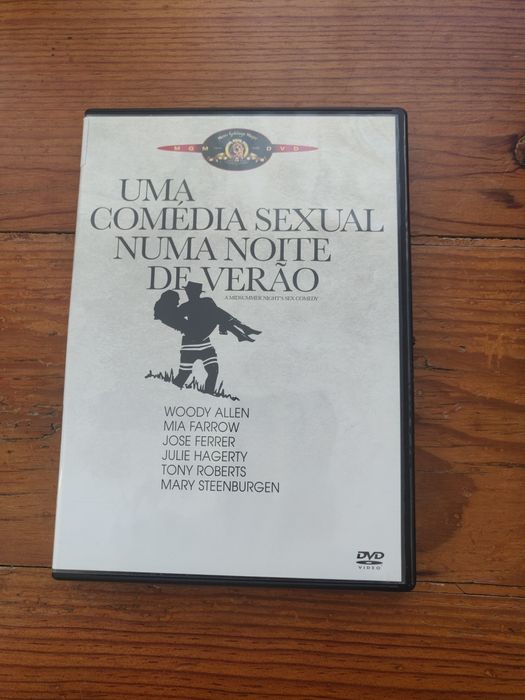 MGM DVD
UMA
COMÉDIA SEXUAL
NUMA NOITE
DE VERÃO
A MIDSUMMER NIGHT'S SEX COMEDY
WOODY ALLEN
MIA FARROW
JOSE FERRER
JULIE HAGERTY
TONY ROBERTS
MARY STEENBURGEN
DVD
VIDEO